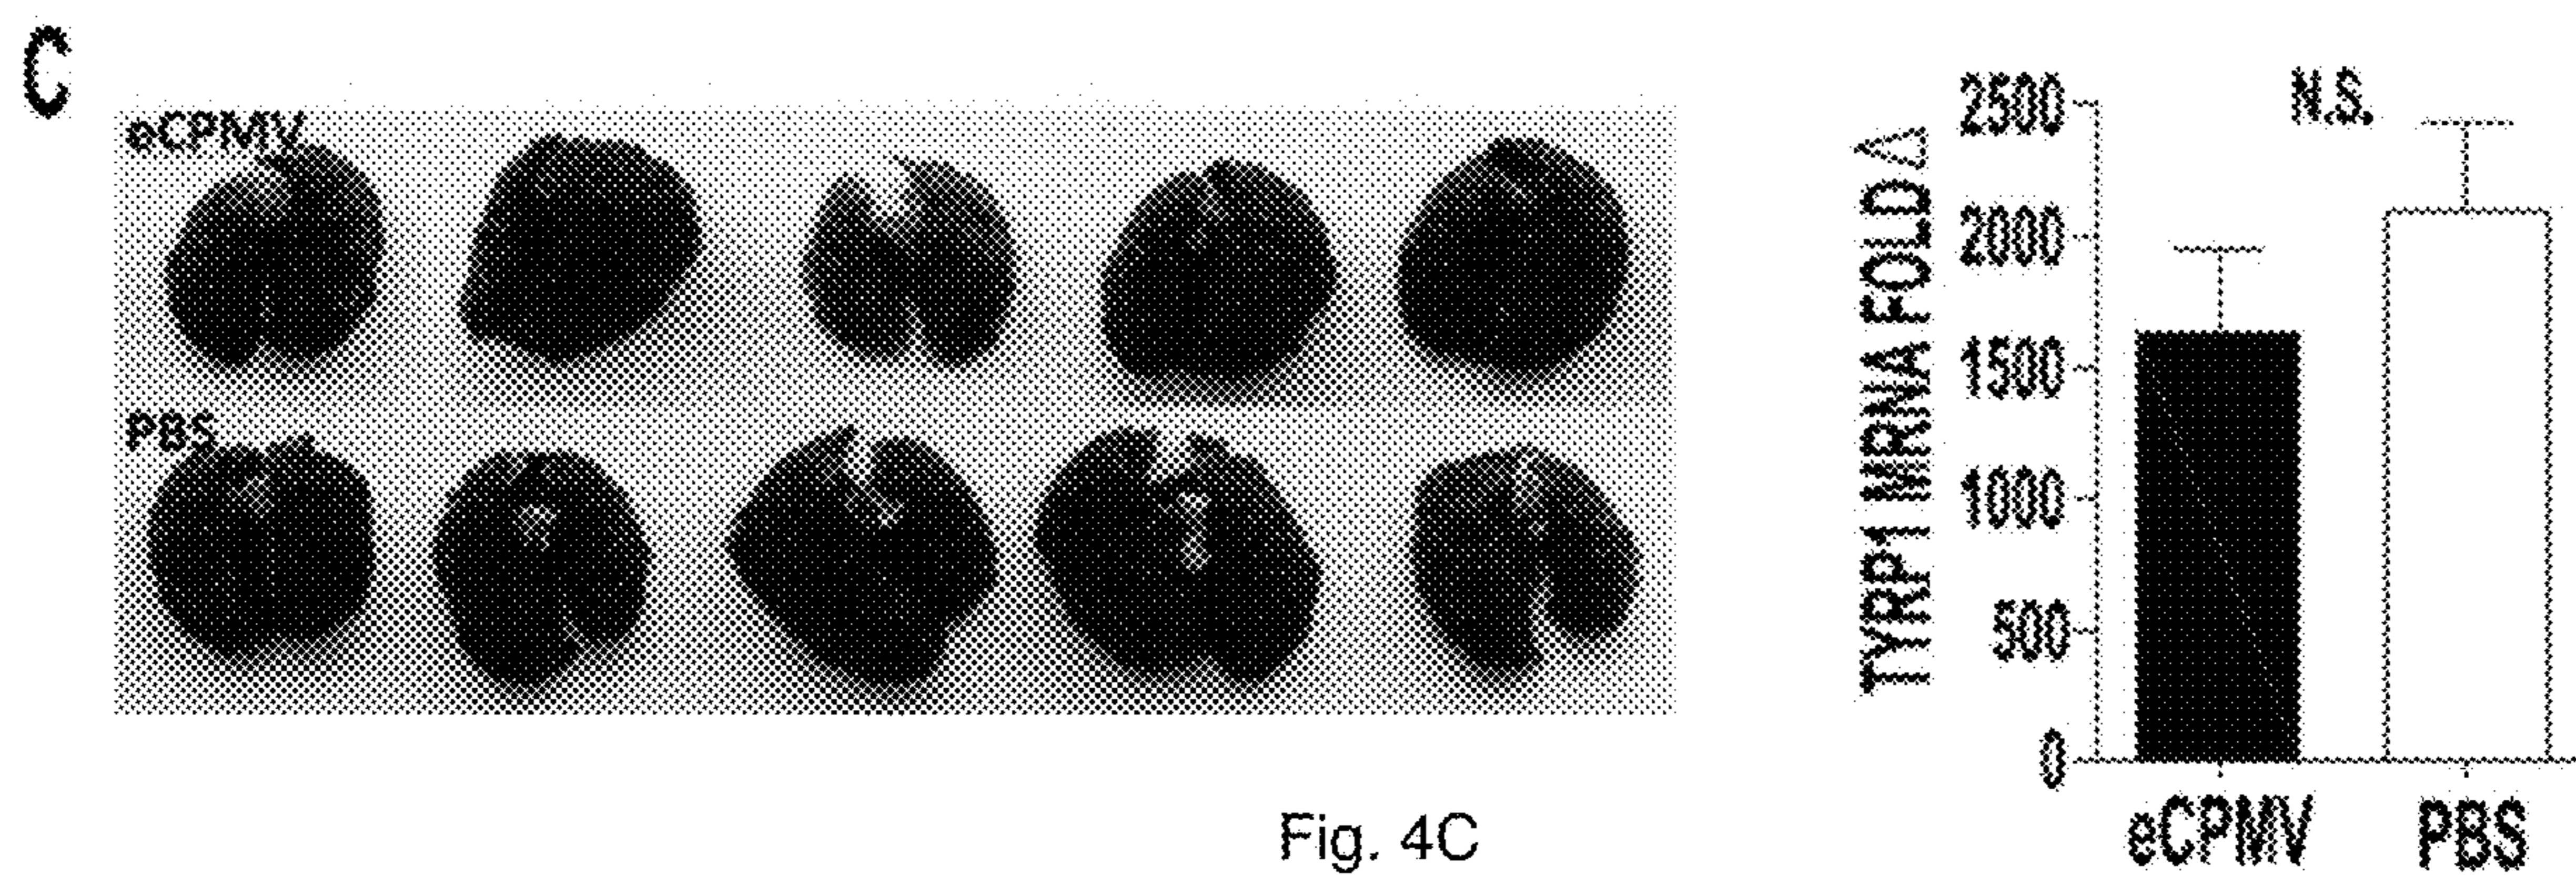 C
eCPMV
PBS
TYRP1 MRNA FOLD Δ
2500
2000
1500
1000
500
0
N.S.
eCPMV
PBS
Fig. 4C